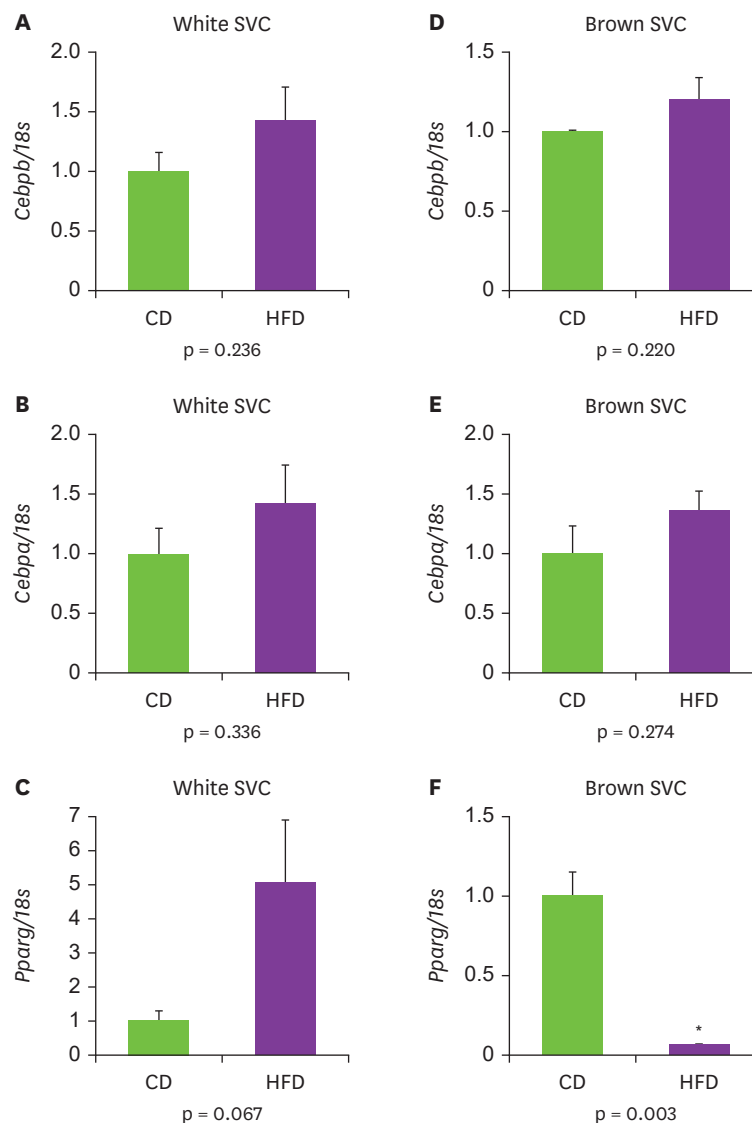 A
White SVC
Cebpb/18s
2.0
1.5
1.0
0.5
0
CD HFD
p = 0.236
D
Brown SVC
Cebpb/18s
1.5
1.0
0.5
0
CD HFD
p = 0.220
B
White SVC
Cebpa/18s
2.0
1.5
1.0
0.5
0
CD HFD
p = 0.336
E
Brown SVC
Cebpa/18s
2.0
1.5
1.0
0.5
0
CD HFD
p = 0.274
C
White SVC
Pparg/18s
7
6
5
4
3
2
1
0
CD HFD
p = 0.067
F
Brown SVC
Pparg/18s
1.5
1.0
0.5
0
*
CD HFD
p = 0.003